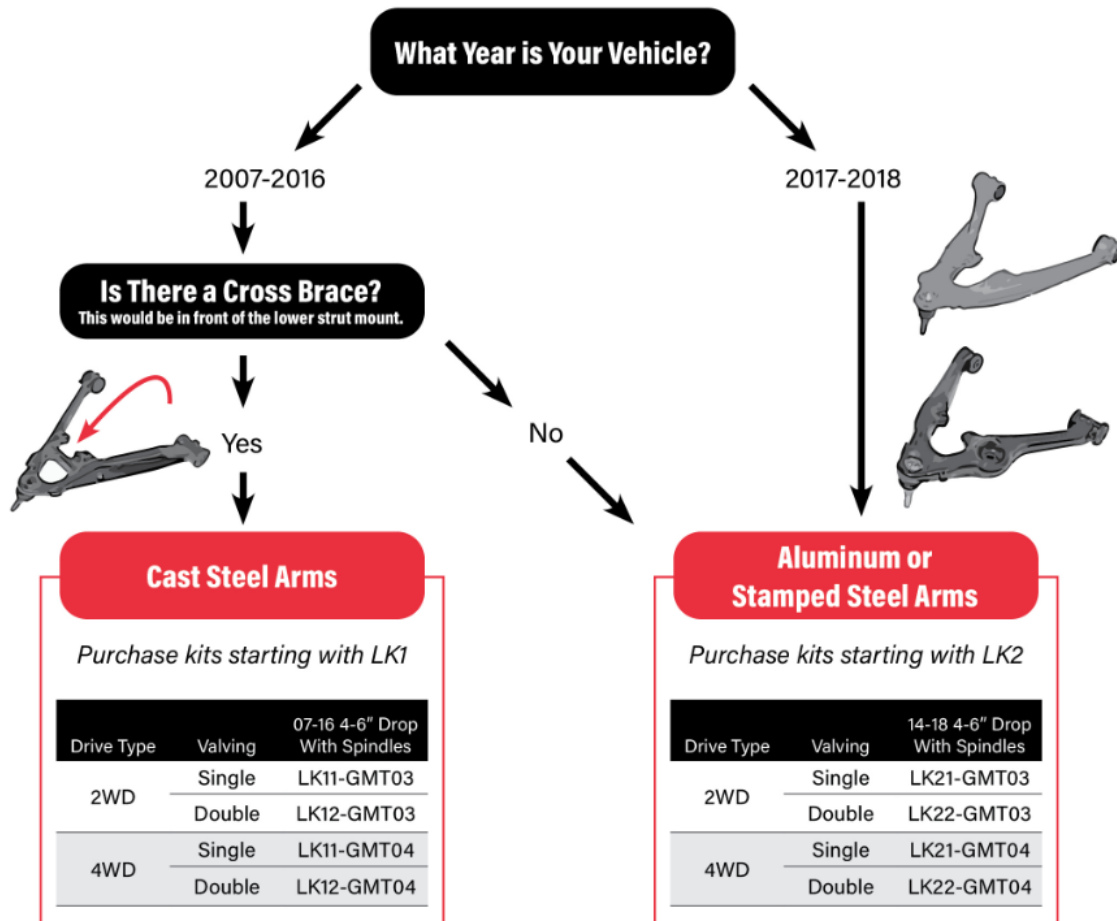 What Year is Your Vehicle?
2007-2016
2017-2018
Is There a Cross Brace?
This would be in front of the lower strut mount.
Yes
No
Cast Steel Arms
Purchase kits starting with LK1
Drive Type Valving 07-16 4-6" Drop With Spindles
2WD Single LK11-GMT03
Double LK12-GMT03
4WD Single LK11-GMT04
Double LK12-GMT04
Aluminum or
Stamped Steel Arms
Purchase kits starting with LK2
Drive Type Valving 14-18 4-6" Drop With Spindles
2WD Single LK21-GMT03
Double LK22-GMT03
4WD Single LK21-GMT04
Double LK22-GMT04